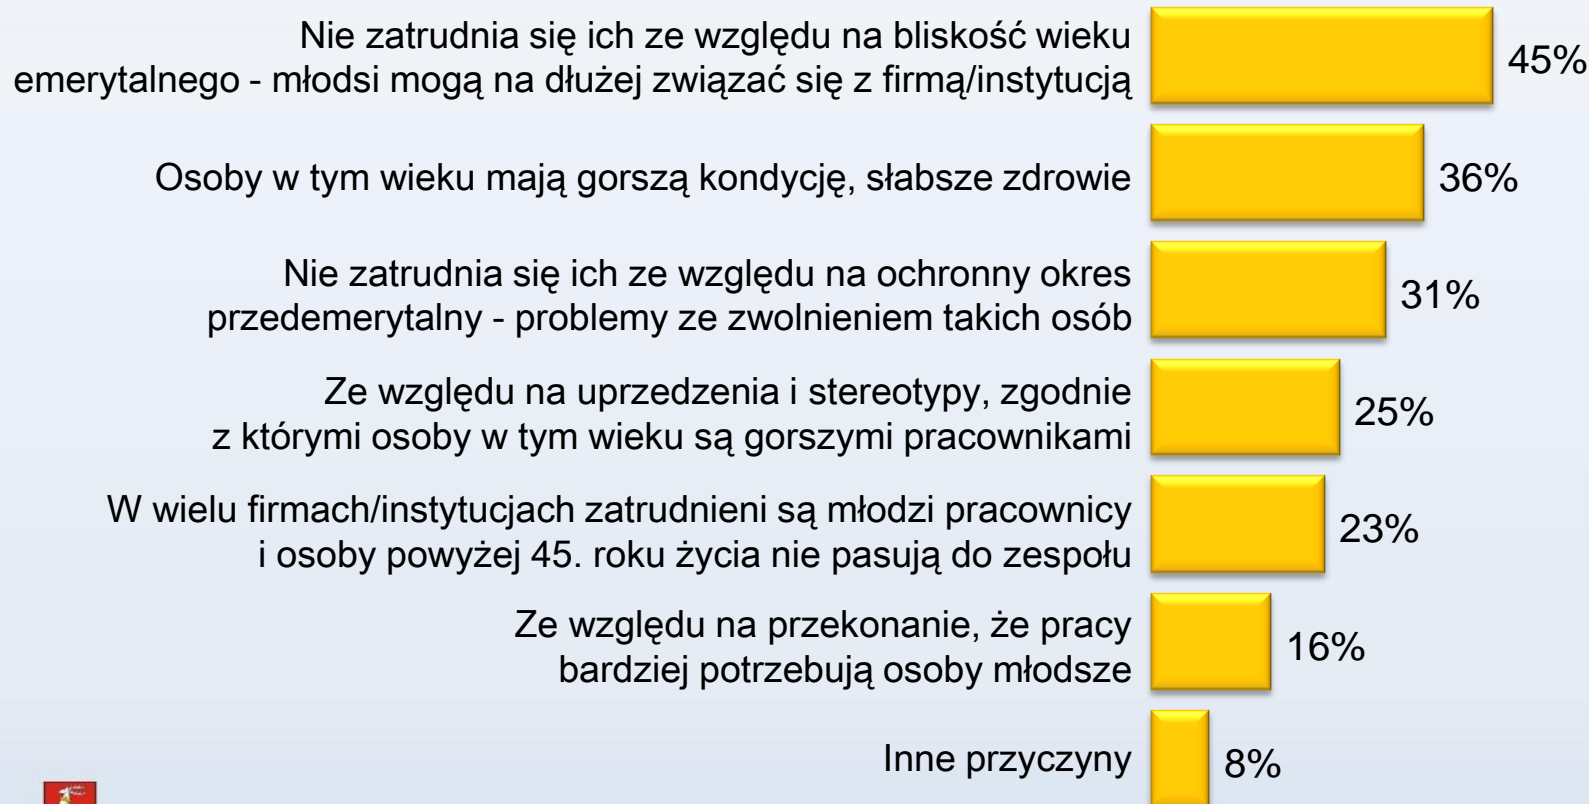 Nie zatrudnia się ich ze względu na bliskość wieku
emerytalnego - młodsi mogą na dłużej związać się z firmą/instytucją
45%
Osoby w tym wieku mają gorszą kondycję, słabsze zdrowie
36%
Nie zatrudnia się ich ze względu na ochronny okres
przedemerytalny - problemy ze zwolnieniem takich osób
31%
Ze względu na uprzedzenia i stereotypy, zgodnie
z którymi osoby w tym wieku są gorszymi pracownikami
25%
W wielu firmach/instytucjach zatrudnieni są młodzi pracownicy
i osoby powyżej 45. roku życia nie pasują do zespołu
23%
Ze względu na przekonanie, że pracy
bardziej potrzebują osoby młodsze
16%
Inne przyczyny
8%